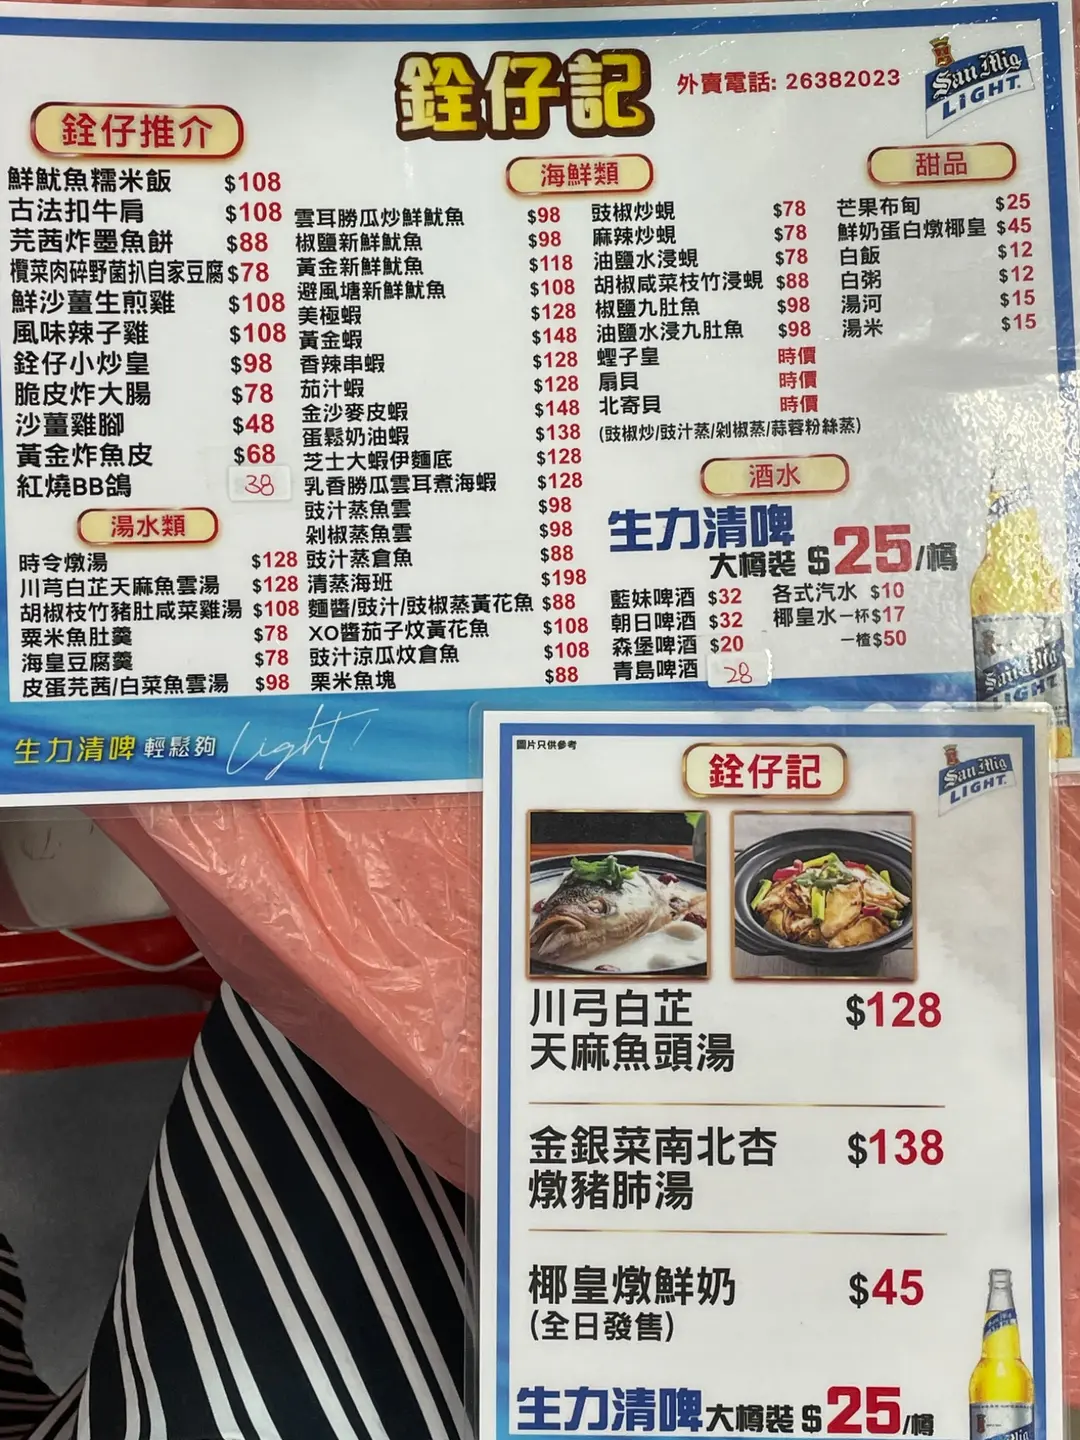 銓仔記
外賣電話: 26382023
San Mig
LIGHT.
銓仔推介
鮮魷魚糯米飯 $108
古法扣牛肩 $108
芫茜炸墨魚餅 $88
欖菜肉碎野菌扒自家豆腐 $78
鮮沙薑生煎雞 $108
風味辣子雞 $108
銓仔小炒皇 $98
脆皮炸大腸 $78
沙薑雞腳 $48
黃金炸魚皮 $68
紅燒BB鴿 38
湯水類
時令燉湯 $128
川芎白芷天麻魚雲湯 $128
胡椒枝竹豬肚咸菜雞湯 $108
粟米魚肚羹 $78
海皇豆腐羹 $78
皮蛋芫茜/白菜魚雲湯 $98
海鮮類
雲耳勝瓜炒鮮魷魚 $98
椒鹽新鮮魷魚 $98
黃金新鮮魷魚 $118
避風塘新鮮魷魚 $108
美極蝦 $128
黃金蝦 $148
香辣串蝦 $128
茄汁蝦 $128
金沙麥皮蝦 $148
蛋鬆奶油蝦 $138
芝士大蝦伊麵底 $128
乳香勝瓜雲耳煮海蝦 $128
豉汁蒸魚雲 $98
剁椒蒸魚雲 $98
豉汁蒸倉魚 $88
清蒸海班 $198
麵醬/豉汁/豉椒蒸黃花魚 $88
XO醬茄子炆黃花魚 $108
豉汁涼瓜炆倉魚 $108
粟米魚塊 $88
豉椒炒蜆 $78
麻辣炒蜆 $78
油鹽水浸蜆 $78
胡椒咸菜枝竹浸蜆 $88
椒鹽九肚魚 $98
油鹽水浸九肚魚 $98
蟶子皇 時價
扇貝 時價
北寄貝 時價
(豉椒炒/豉汁蒸/剁椒蒸/蒜蓉粉絲蒸)
甜品
芒果布甸 $25
鮮奶蛋白燉椰皇 $45
白飯 $12
白粥 $12
湯河 $15
湯米 $15
酒水
生力清啤
大樽裝 $25/樽
藍妹啤酒 $32
朝日啤酒 $32
森堡啤酒 $20
青島啤酒 28
各式汽水 $10
椰皇水一杯$17
一楂$50
San Mig
LIGHT
生力清啤 輕鬆夠 Light!
圖片只供參考
銓仔記
San Mig
LIGHT.
川弓白芷 $128
天麻魚頭湯
金銀菜南北杏 $138
燉豬肺湯
椰皇燉鮮奶 $45
(全日發售)
生力清啤大樽裝 $25/樽